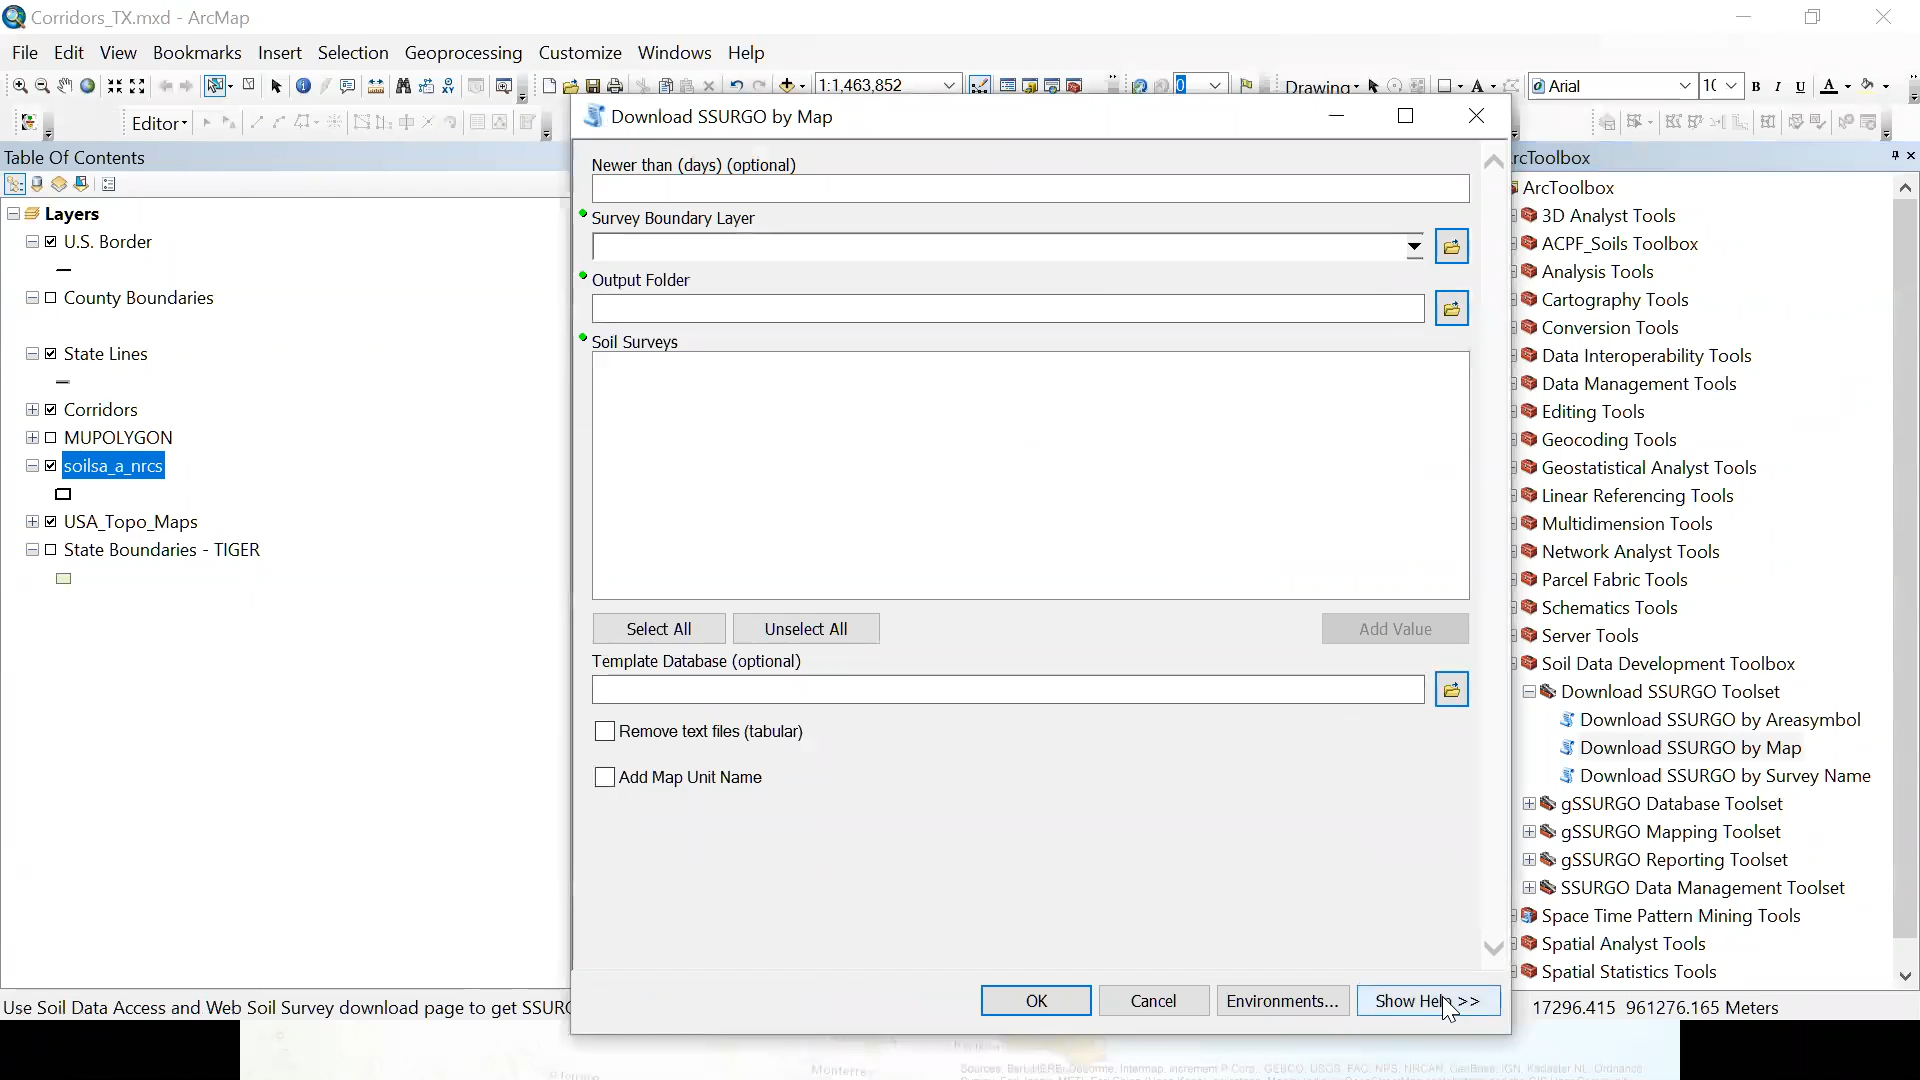 Corridors_TX.mxd - ArcMap
File Edit View Bookmarks Insert Selection Geoprocessing Customize Windows Help
1:1,463,852
0
Drawing
Arial
10
B I U A
Editor
Table Of Contents
Layers
U.S. Border
County Boundaries
State Lines
Corridors
MUPOLYGON
soilsa_a_nrcs
USA_Topo_Maps
State Boundaries - TIGER
Download SSURGO by Map
Newer than (days) (optional)
Survey Boundary Layer
Output Folder
Soil Surveys
Select All
Unselect All
Add Value
Template Database (optional)
Remove text files (tabular)
Add Map Unit Name
OK
Cancel
Environments...
Show Help >>
rcToolbox
ArcToolbox
3D Analyst Tools
ACPF_Soils Toolbox
Analysis Tools
Cartography Tools
Conversion Tools
Data Interoperability Tools
Data Management Tools
Editing Tools
Geocoding Tools
Geostatistical Analyst Tools
Linear Referencing Tools
Multidimension Tools
Network Analyst Tools
Parcel Fabric Tools
Schematics Tools
Server Tools
Soil Data Development Toolbox
Download SSURGO Toolset
Download SSURGO by Areasymbol
Download SSURGO by Map
Download SSURGO by Survey Name
gSSURGO Database Toolset
gSSURGO Mapping Toolset
gSSURGO Reporting Toolset
SSURGO Data Management Toolset
Space Time Pattern Mining Tools
Spatial Analyst Tools
Spatial Statistics Tools
Use Soil Data Access and Web Soil Survey download page to get SSURG
17296.415 961276.165 Meters
Monterrey